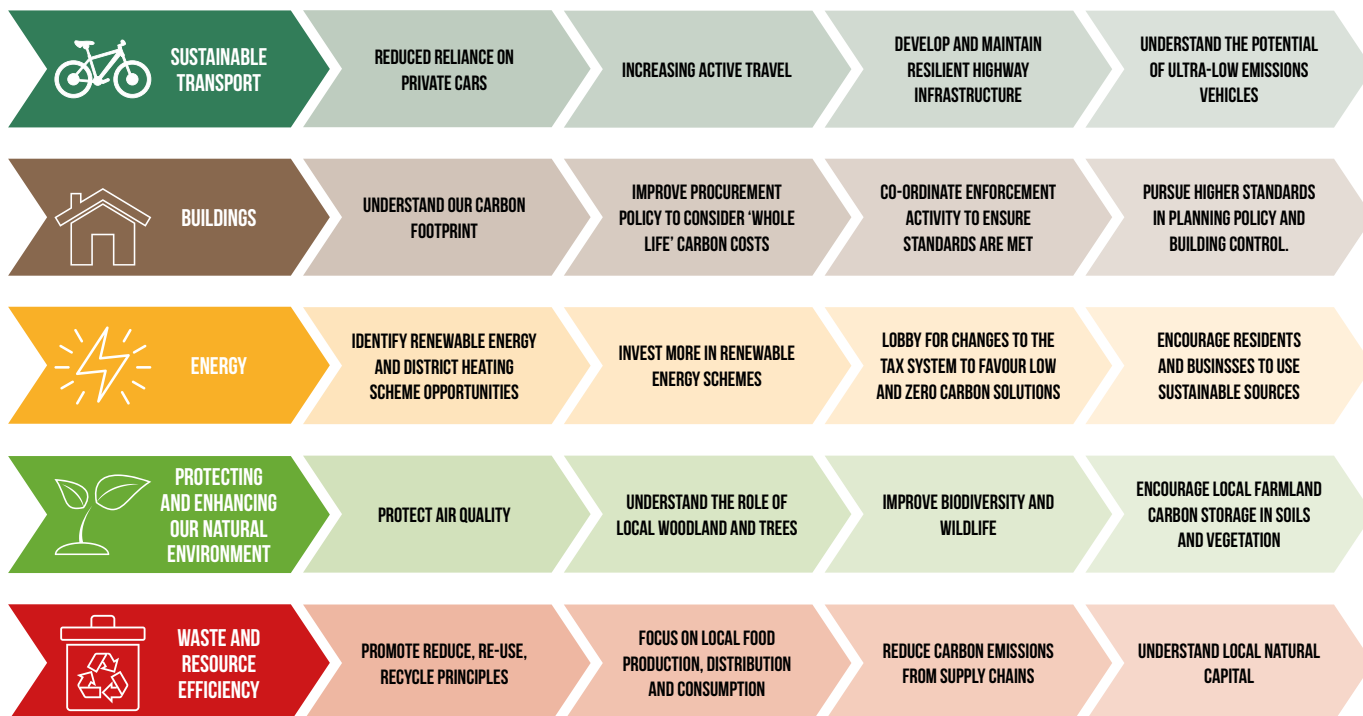 SUSTAINABLE
TRANSPORT
REDUCED RELIANCE ON
PRIVATE CARS
INCREASING ACTIVE TRAVEL
DEVELOP AND MAINTAIN
RESILIENT HIGHWAY
INFRASTRUCTURE
UNDERSTAND THE POTENTIAL
OF ULTRA-LOW EMISSIONS
VEHICLES
BUILDINGS
UNDERSTAND OUR CARBON
FOOTPRINT
IMPROVE PROCUREMENT
POLICY TO CONSIDER ‘WHOLE
LIFE’ CARBON COSTS
CO-ORDINATE ENFORCEMENT
ACTIVITY TO ENSURE
STANDARDS ARE MET
PURSUE HIGHER STANDARDS
IN PLANNING POLICY AND
BUILDING CONTROL.
ENERGY
IDENTIFY RENEWABLE ENERGY
AND DISTRICT HEATING
SCHEME OPPORTUNITIES
INVEST MORE IN RENEWABLE
ENERGY SCHEMES
LOBBY FOR CHANGES TO THE
TAX SYSTEM TO FAVOUR LOW
AND ZERO CARBON SOLUTIONS
ENCOURAGE RESIDENTS
AND BUSINSSES TO USE
SUSTAINABLE SOURCES
PROTECTING
AND ENHANCING
OUR NATURAL
ENVIRONMENT
PROTECT AIR QUALITY
UNDERSTAND THE ROLE OF
LOCAL WOODLAND AND TREES
IMPROVE BIODIVERSITY AND
WILDLIFE
ENCOURAGE LOCAL FARMLAND
CARBON STORAGE IN SOILS
AND VEGETATION
WASTE AND
RESOURCE
EFFICIENCY
PROMOTE REDUCE, RE-USE,
RECYCLE PRINCIPLES
FOCUS ON LOCAL FOOD
PRODUCTION, DISTRIBUTION
AND CONSUMPTION
REDUCE CARBON EMISSIONS
FROM SUPPLY CHAINS
UNDERSTAND LOCAL NATURAL
CAPITAL